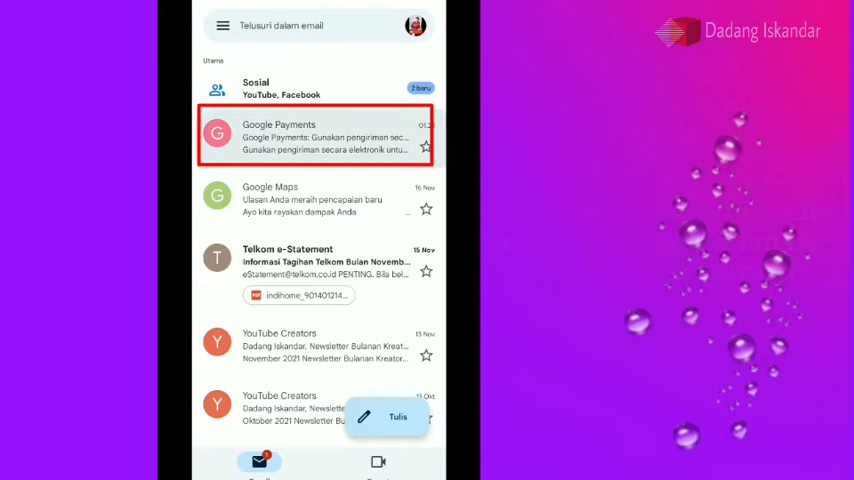 Telusuri dalam email
Dadang Iskandar
Utama
Sosial
YouTube, Facebook
2 baru
G
Google Payments
Google Payments: Gunakan pengiriman sec...
Gunakan pengiriman secara elektronik untu...
G
Google Maps
16 Nov
Ulasan Anda meraih pencapaian baru
Ayo kita rayakan dampak Anda
...
T
Telkom e-Statement
15 Nov
Informasi Tagihan Telkom Bulan Novemb...
eStatement@telkom.co.id PENTING. Bila bel...
PDF
indihome_901401214...
Y
YouTube Creators
13 Nov
Dadang Iskandar, Newsletter Bulanan Kreat...
November 2021 Newsletter Bulanan Kreator...
Y
YouTube Creators
Dadang Iskandar, Newslette
Oktober 2021 Newsletter Bul
Tulis
1